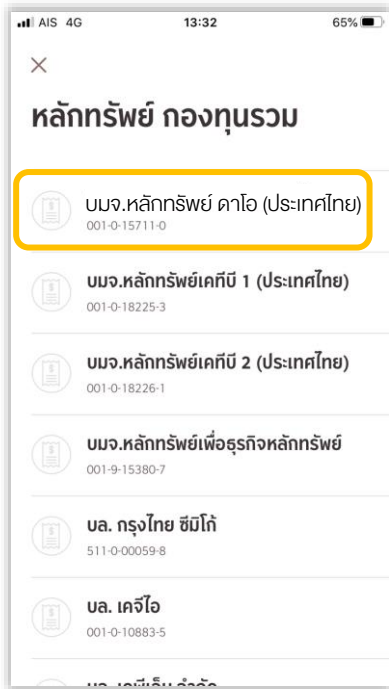 AIS 4G 13:32 65%
หลักทรัพย์ กองทุนรวม
บมจ.หลักทรัพย์ ดาโอ (ประเทศไทย)
001-0-15711-0
บมจ.หลักทรัพย์เคทีบี 1 (ประเทศไทย)
001-0-18225-3
บมจ.หลักทรัพย์เคทีบี 2 (ประเทศไทย)
001-0-18226-1
บมจ.หลักทรัพย์เพื่อธุรกิจหลักทรัพย์
001-9-15380-7
บล. กรุงไทย ซีมิโก้
511-0-00059-8
บล. เคจีไอ
001-0-10883-5